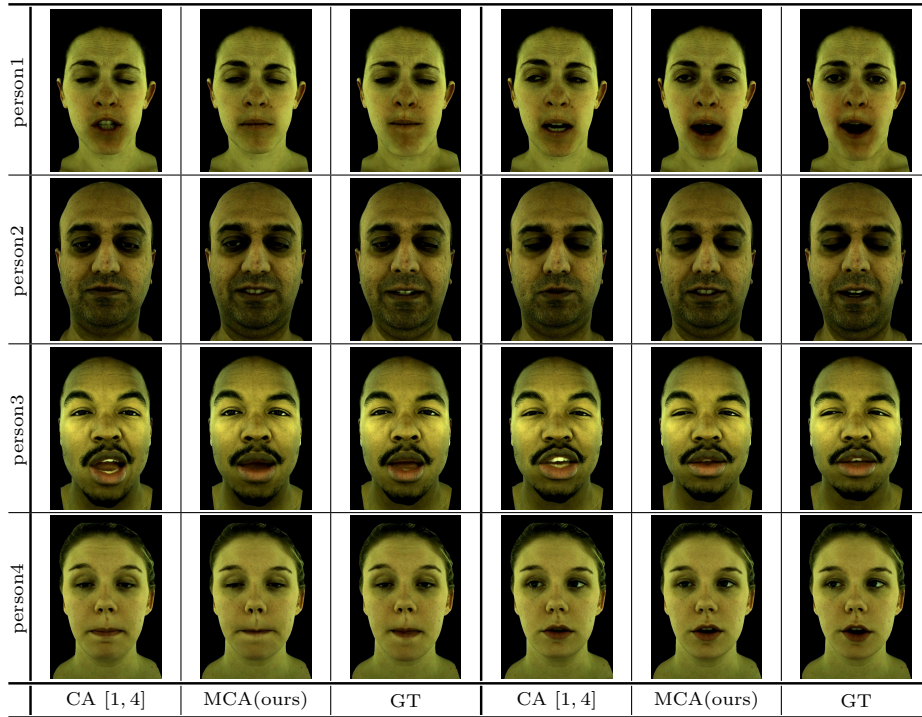 person1
person2
person3
person4
CA [1, 4] MCA(ours) GT CA [1, 4] MCA(ours) GT